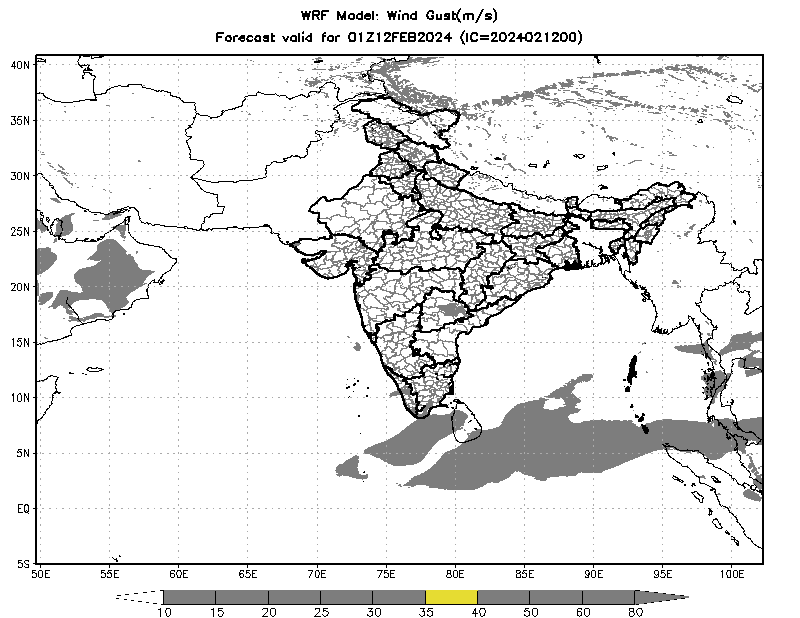 WRF Model: Wind Gust(m/s)
Forecast valid for 01Z12FEB2024 (IC=2024021200)
40N
35N
30N
25N
20N
15N
10N
5N
EQ
5S
50E 55E 60E 65E 70E 75E 80E 85E 90E 95E 100E
10 15 20 25 30 35 40 50 60 80